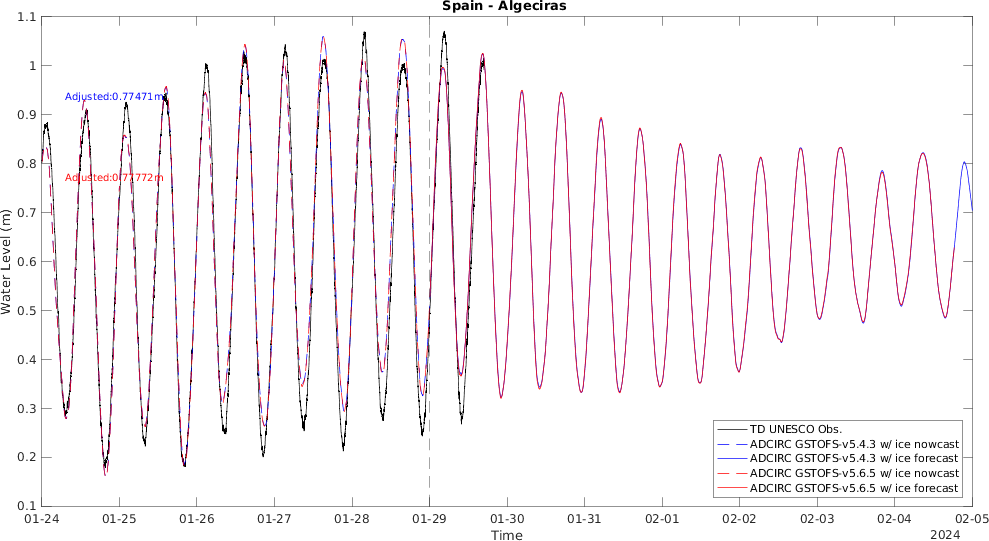 Spain - Algeciras
1.1
1
0.9
0.8
0.7
0.6
0.5
0.4
0.3
0.2
0.1
Water Level (m)
Adjusted:0.77471m
Adjusted:0.77772m
TD UNESCO Obs.
ADCIRC GSTOFS-v5.4.3 w/ ice nowcast
ADCIRC GSTOFS-v5.4.3 w/ ice forecast
ADCIRC GSTOFS-v5.6.5 w/ ice nowcast
ADCIRC GSTOFS-v5.6.5 w/ ice forecast
01-24 01-25 01-26 01-27 01-28 01-29 01-30 01-31 02-01 02-02 02-03 02-04 02-05
Time
2024